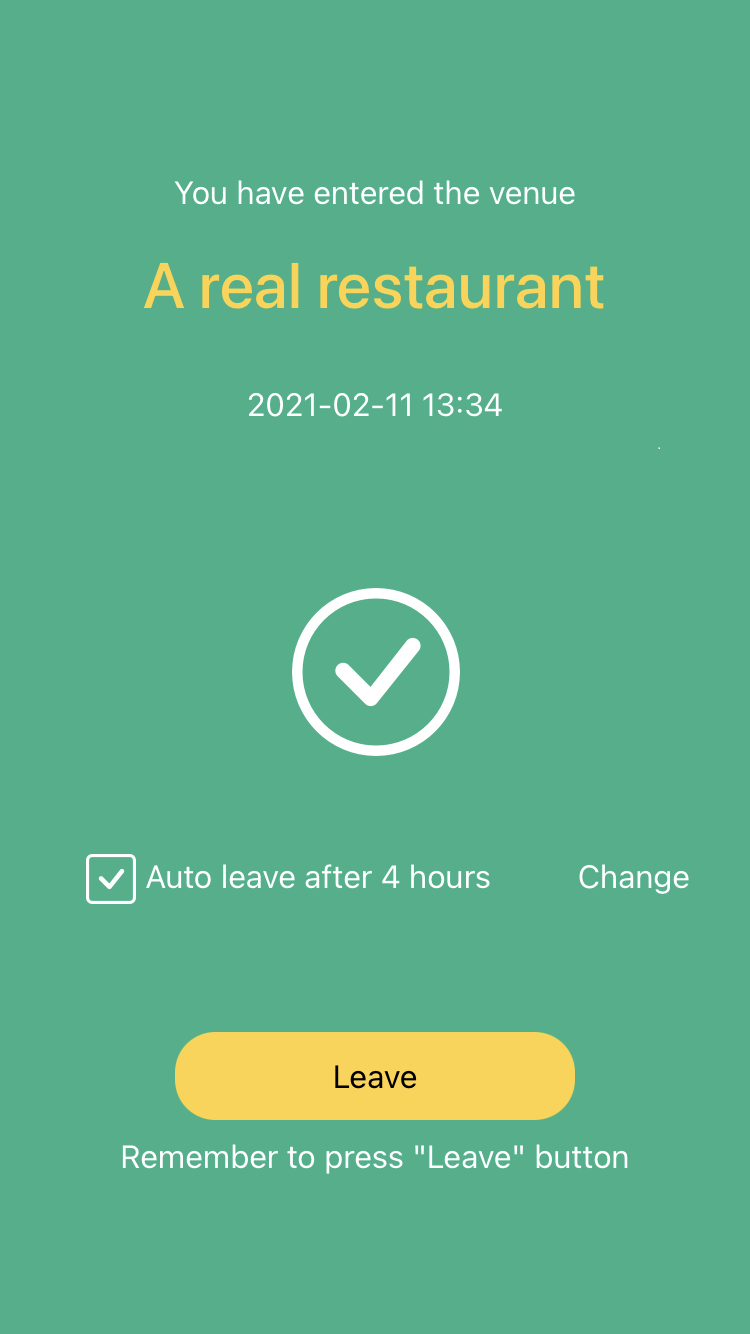 You have entered the venue
A real restaurant
2021-02-11 13:34
Auto leave after 4 hours
Change
Leave
Remember to press "Leave" button